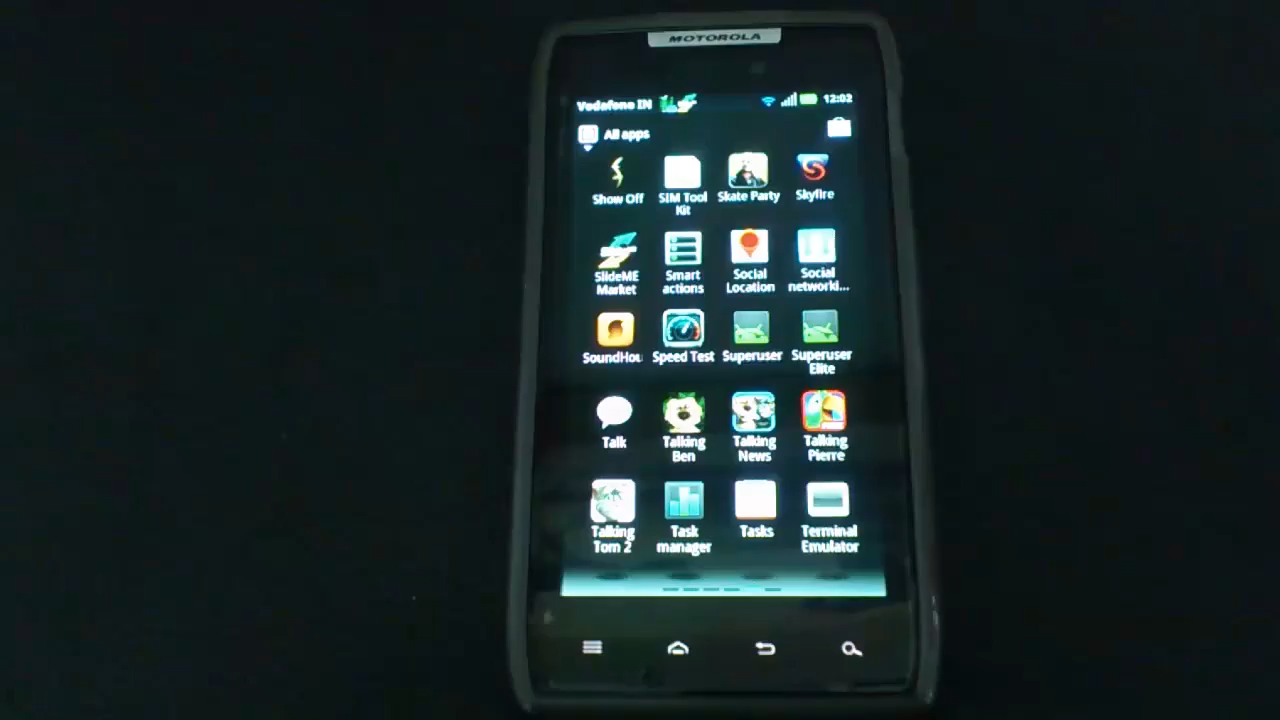 MOTOROLA
Vodafone IN 12:02
All apps
Show Off SIM Tool Kit Skate Party Skyfire
SlideME Market Smart actions Social Location Social networki...
SoundHou Speed Test Superuser Superuser Elite
Talk Talking Ben Talking News Talking Pierre
Talking Tom 2 Task manager Tasks Terminal Emulator